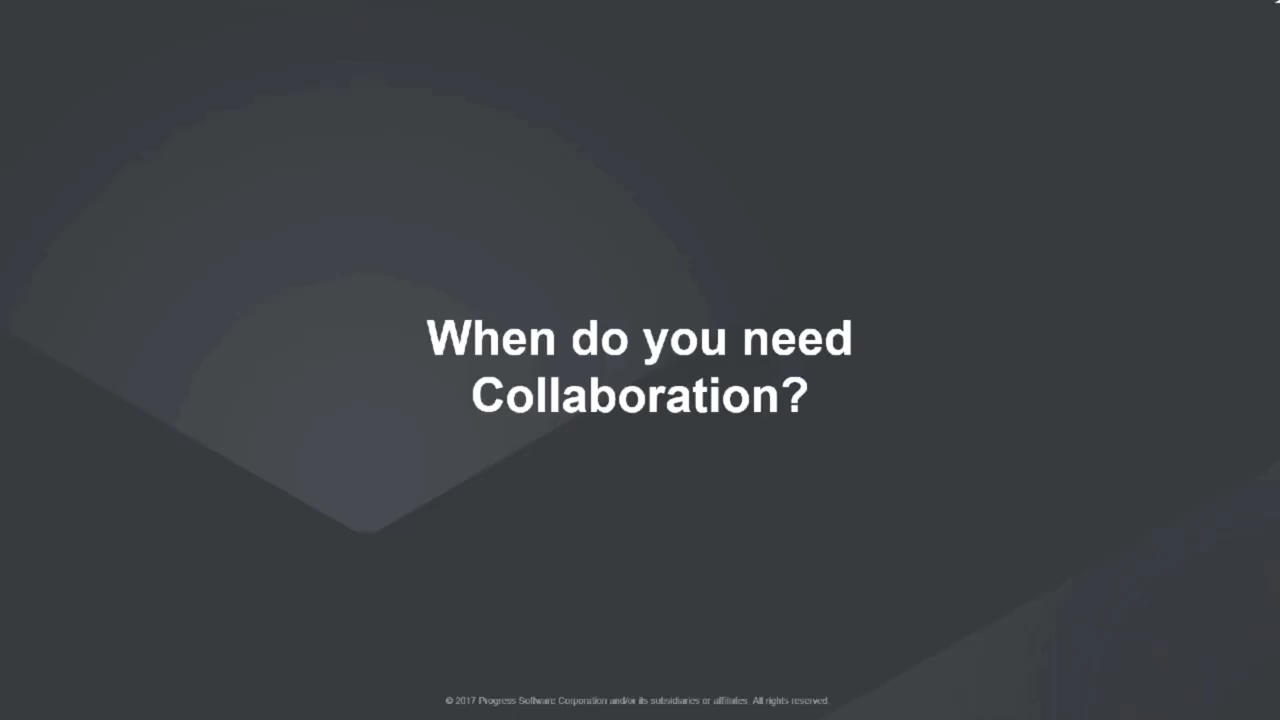 When do you need
Collaboration?
© 2017 Progress Software Corporation and/or its subsidiaries or affiliates. All rights reserved.